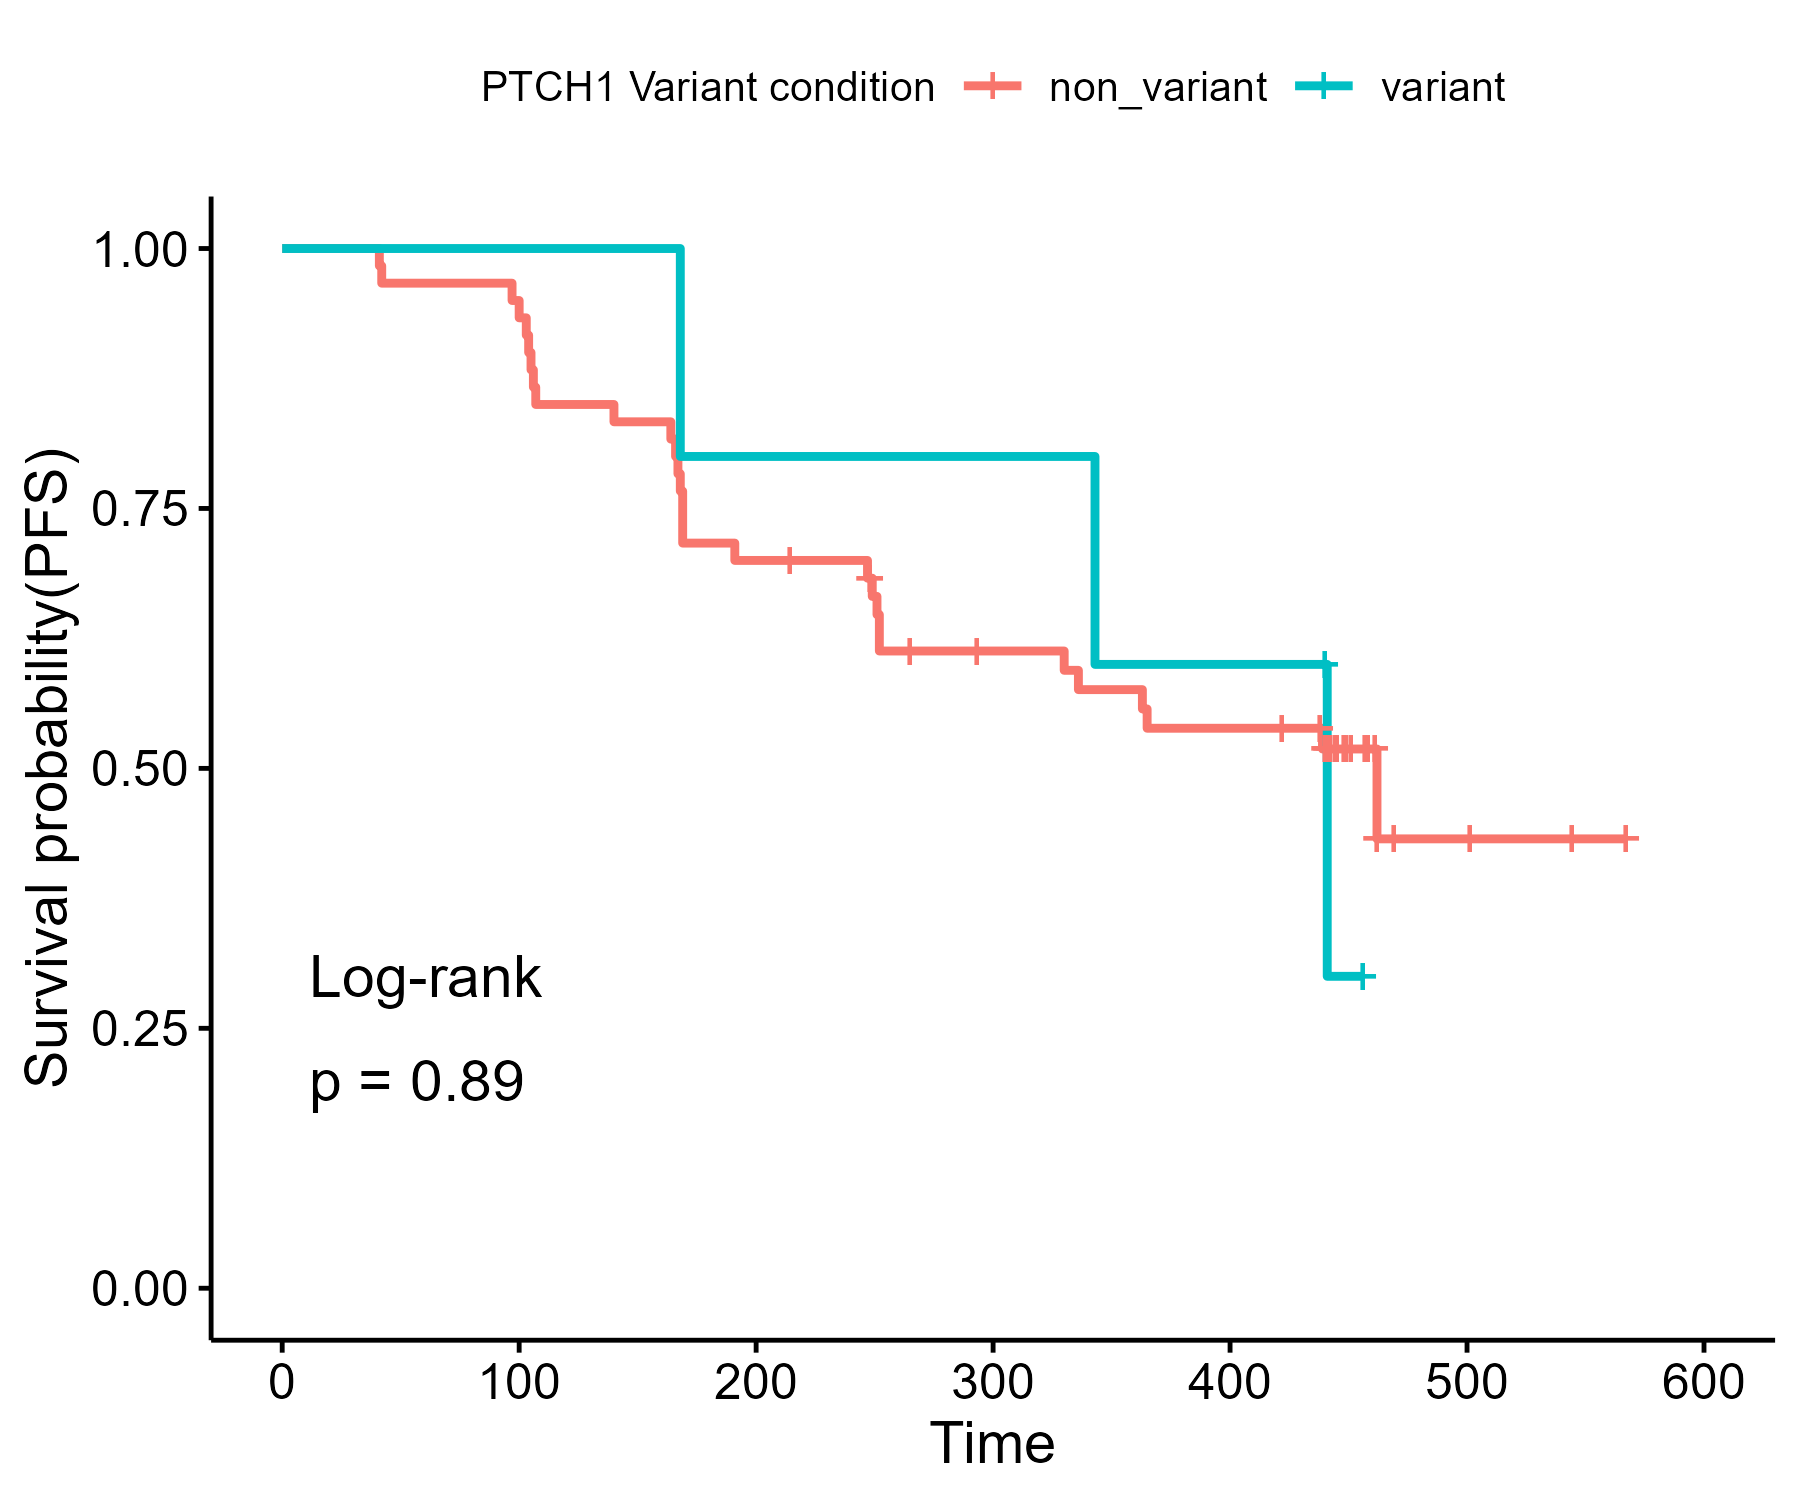 PTCH1 Variant condition non_variant variant
Survival probability(PFS)
1.00
0.75
0.50
0.25
0.00
Log-rank
p = 0.89
0 100 200 300 400 500 600
Time